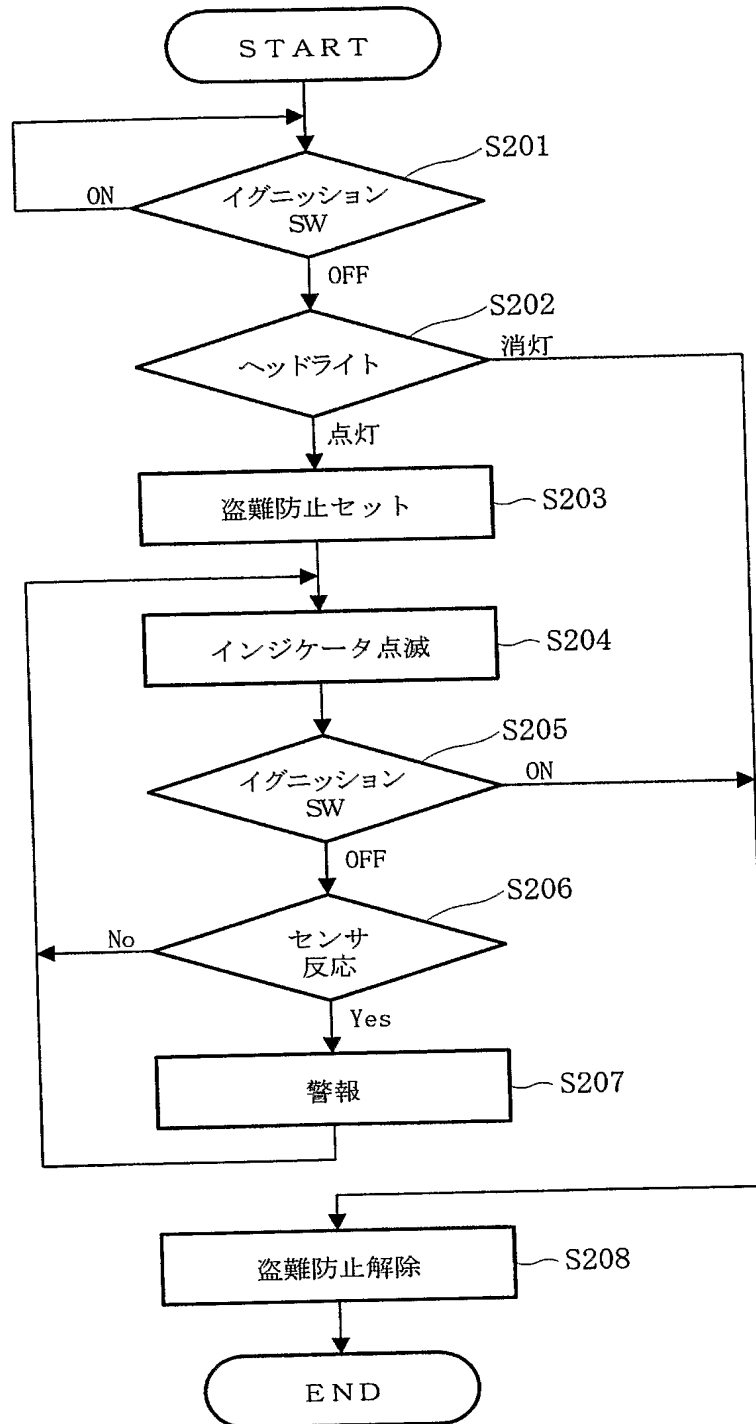 START
S201
イグニッション
SW
ON
OFF
S202
ヘッドライト
消灯
点灯
盗難防止セット
S203
インジケータ点滅
S204
S205
イグニッション
SW
ON
OFF
S206
センサ
反応
No
Yes
警報
S207
盗難防止解除
S208
END